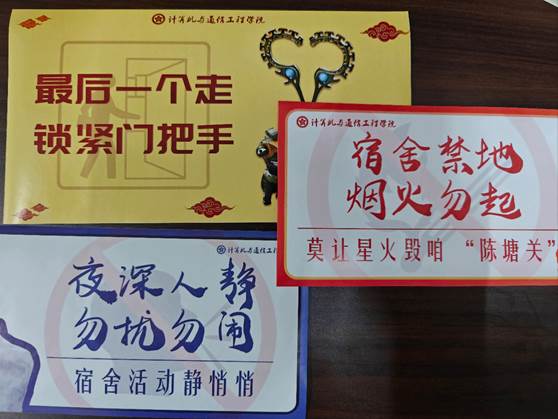 计算机与通信工程学院
最后一个走
锁紧门把手
计算机与通信工程学院
宿舍禁地
烟火勿起
莫让星火毁咱“陈塘关”
计算机与通信工程
夜深人静
勿扰勿闹
宿舍活动静悄悄